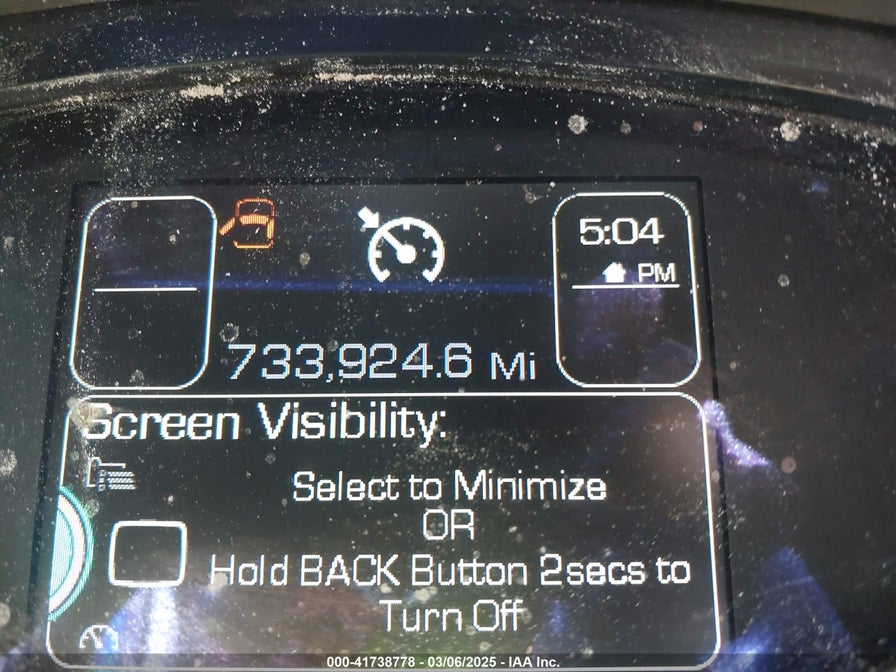 5:04
PM
733,924.6 Mi
Screen Visibility:
Select to Minimize
OR
Hold BACK Button 2secs to
Turn Off
000-41738778 - 03/06/2025 - IAA Inc.